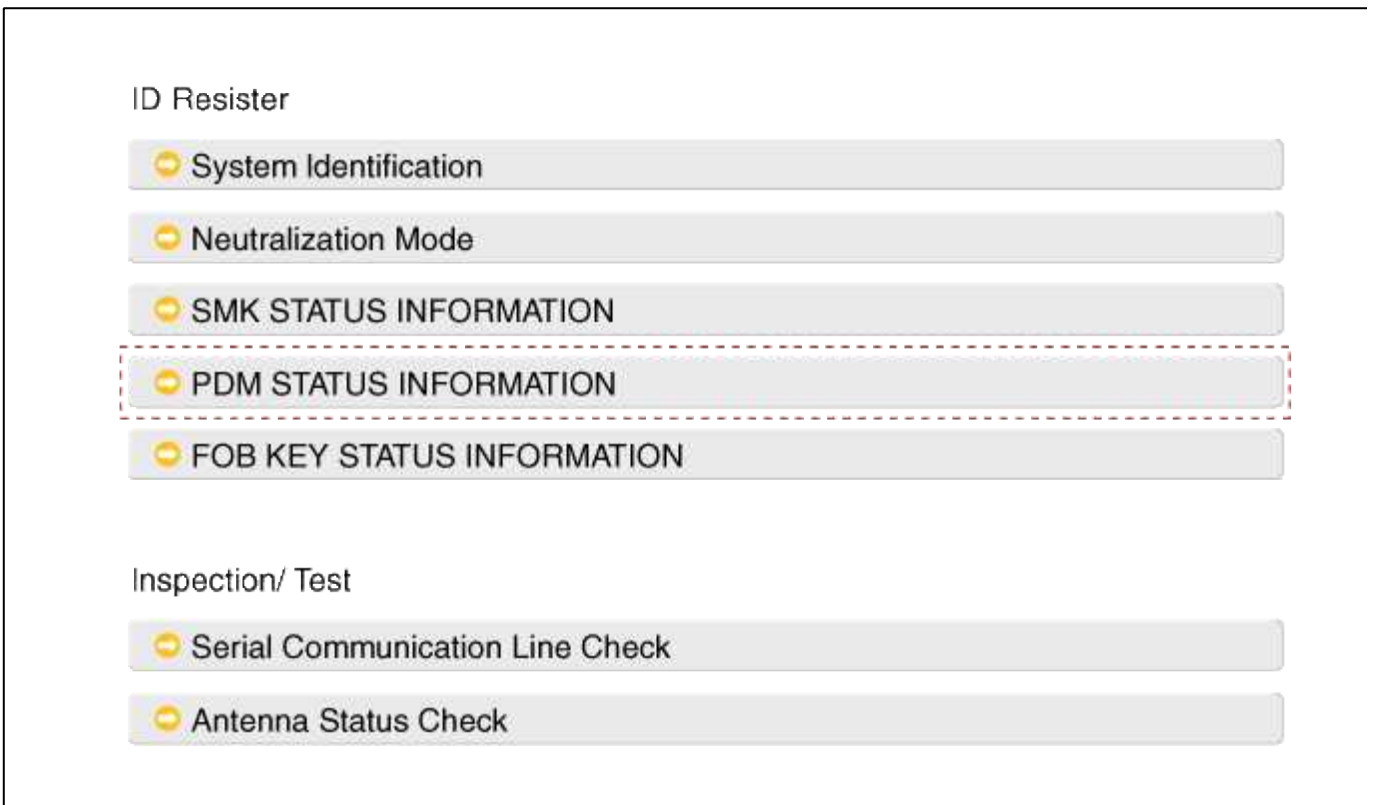 ID Resister
System Identification
Neutralization Mode
SMK STATUS INFORMATION
PDM STATUS INFORMATION
FOB KEY STATUS INFORMATION
Inspection/ Test
Serial Communication Line Check
Antenna Status Check